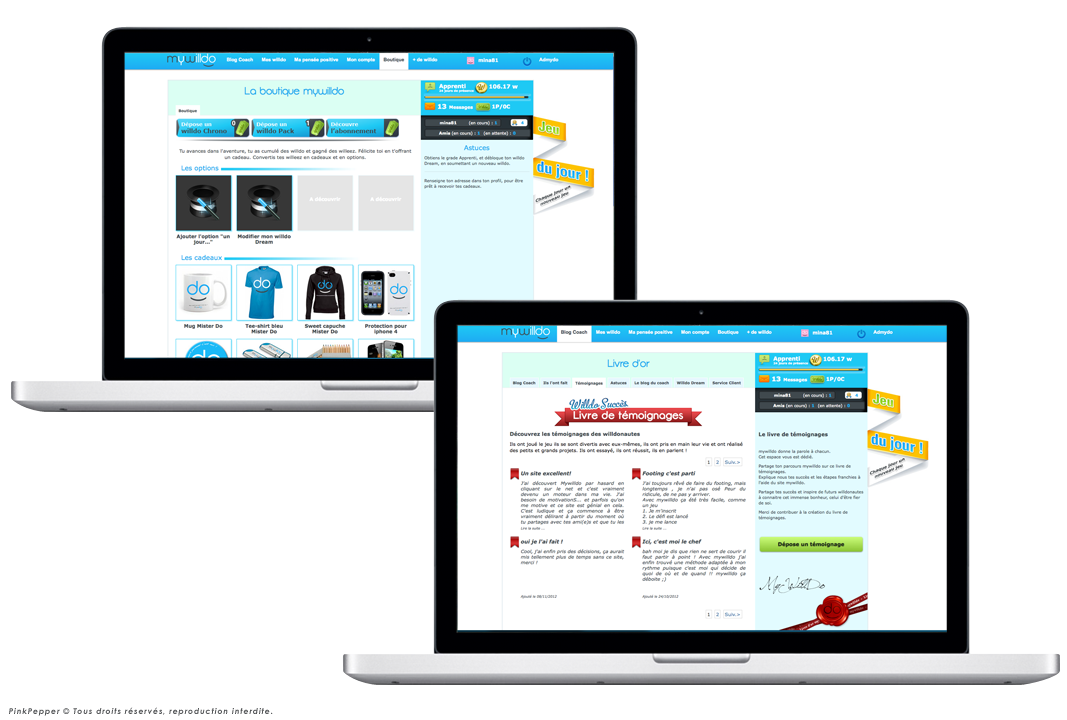 mywilldo Blog Coach Mes willdo Ma pensée positive Mon compte Boutique + de willdo mina81 Admydo
La boutique mywilldo
Boutique
Dépose un
willdo Chrono
0
Dépose un
willdo Pack
1
Découvre
l'abonnement
Tu avances dans l'aventure, tu as cumulé des willdo et gagné des willeez. Félicite toi en t'offrant
un cadeau. Convertis tes willeez en cadeaux et en options.
Les options
A découvrir
A découvrir
Ajouter l'option "un
jour..."
Modifier mon willdo
Dream
Les cadeaux
do
do
do
do
Mug Mister Do
Tee-shirt bleu
Mister Do
Sweet capuche
Mister Do
Protection pour
iphone 4
Apprenti
106.17 w
13 Messages 1P/0C
mina81 (en cours) : 1
Amis (en cours) : 1 (en attente) : 0
Astuces
Obtiens le grade Apprenti, et débloque ton willdo
Dream, en soumettant un nouveau willdo.
Renseigne ton adresse dans ton profil, pour être
prêt à recevoir tes cadeaux.
Jeu
du jour !
Chaque jour un
nouveau jeu
mywilldo Blog Coach Mes willdo Ma pensée positive Mon compte Boutique + de willdo mina81 Admydo
Livre d'or
Blog Coach Ils l'ont fait Témoignages Astuces Le blog du coach Willdo Dream Service Client
Willdo Succès
Livre de témoignages
Découvrez les témoignages des willdonautes
Ils ont joué le jeu ils se sont divertis avec eux-mêmes, ils ont pris en main leur vie et ont réalisé
des petits et grands projets. Ils ont essayé, ils ont réussit, ils en parlent !
1 2 Suiv.>
Un site excellent!
J'ai découvert Mywilldo par hasard en
cliquant sur le net et c'est vraiment
devenu un moteur dans ma vie. J'ai
besoin de motivationS... et parfois qu'on
me motive et ce site est génial en cela.
C'est ludique et ça commence à être
vraiment délirant à partir du moment où
tu partages avec tes ami(e)s et que tu les
Lire la suite ...
Footing c'est parti
J'ai toujours rêvé de faire du footing, mais
longtemps , je n'ai pas osé Peur du
ridicule, de ne pas y arriver.
Avec mywilldo ça été très facile, comme
un jeu
1. Je m'inscrit
2. Le défi est lancé
3. je me lance
Lire la suite ...
oui je l'ai fait !
Cool, j'ai enfin pris des décisions, ça aurait
mis tellement plus de temps sans ce site,
merci !
Ajouté le 08/11/2012
Ici, c'est moi le chef
bah moi je dis que rien ne sert de courir il
faut partir à point ! Avec mywilldo j'ai
enfin trouvé une méthode adaptée à mon
rythme puisque c'est moi qui décide de
quoi de où et de quand !! mywilldo ça
déboite ;)
Ajouté le 24/10/2012
1 2 Suiv.>
Apprenti
106.17 w
13 Messages 1P/0C
mina81 (en cours) : 1
Amis (en cours) : 1 (en attente) : 0
Le livre de témoignages
mywilldo donne la parole à chacun.
Cet espace vous est dédié.
Partage ton parcours mywilldo sur ce livre de
témoignages.
Explique nous tes succès et les étapes franchies à
l'aide du site mywilldo.
Partage tes succès et inspire de futurs willdonautes
à connaitre cet immense bonheur, celui d'être fier
de soi.
Merci de contribuer à la création du livre de
témoignages.
Dépose un témoignage
My WillDo
do
Jeu
du jour !
Chaque jour un
nouveau jeu
PinkPepper © Tous droits réservés, reproduction interdite.